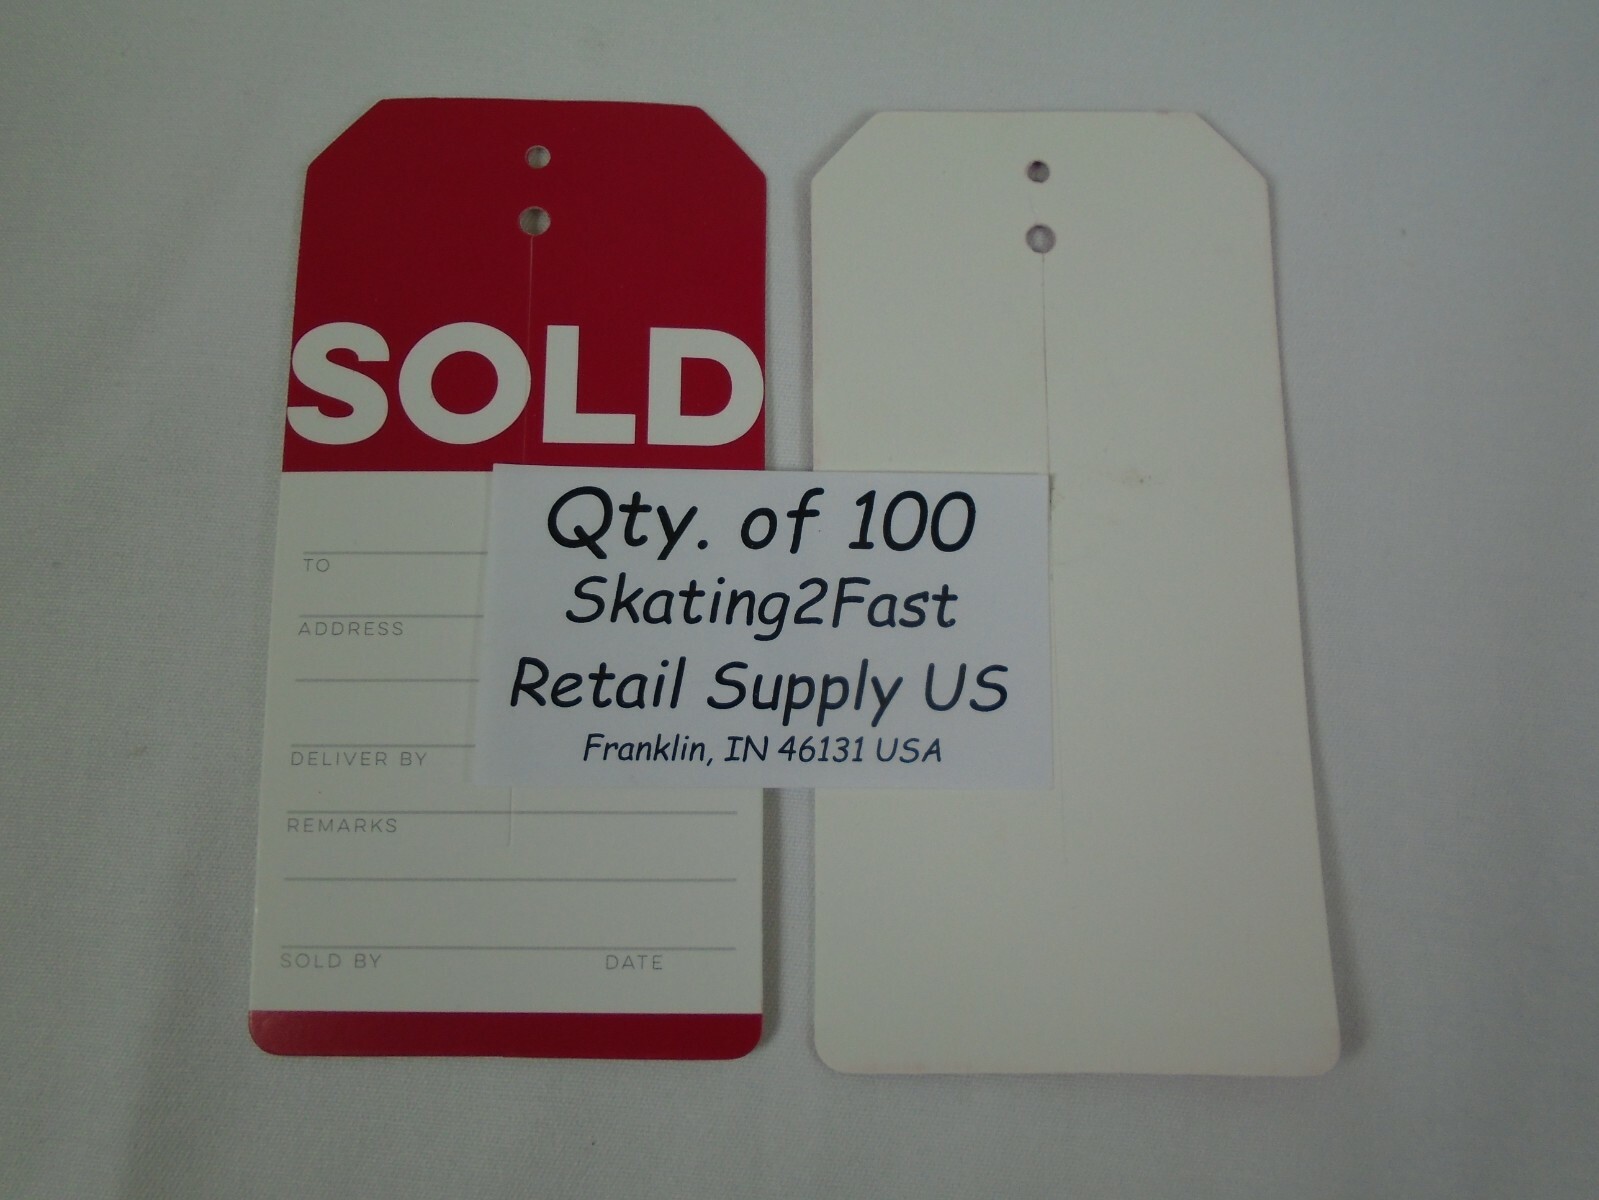 SOLD
TO
ADDRESS
DELIVER BY
REMARKS
SOLD BY DATE
Qty. of 100
Skating2Fast
Retail Supply US
Franklin, IN 46131 USA